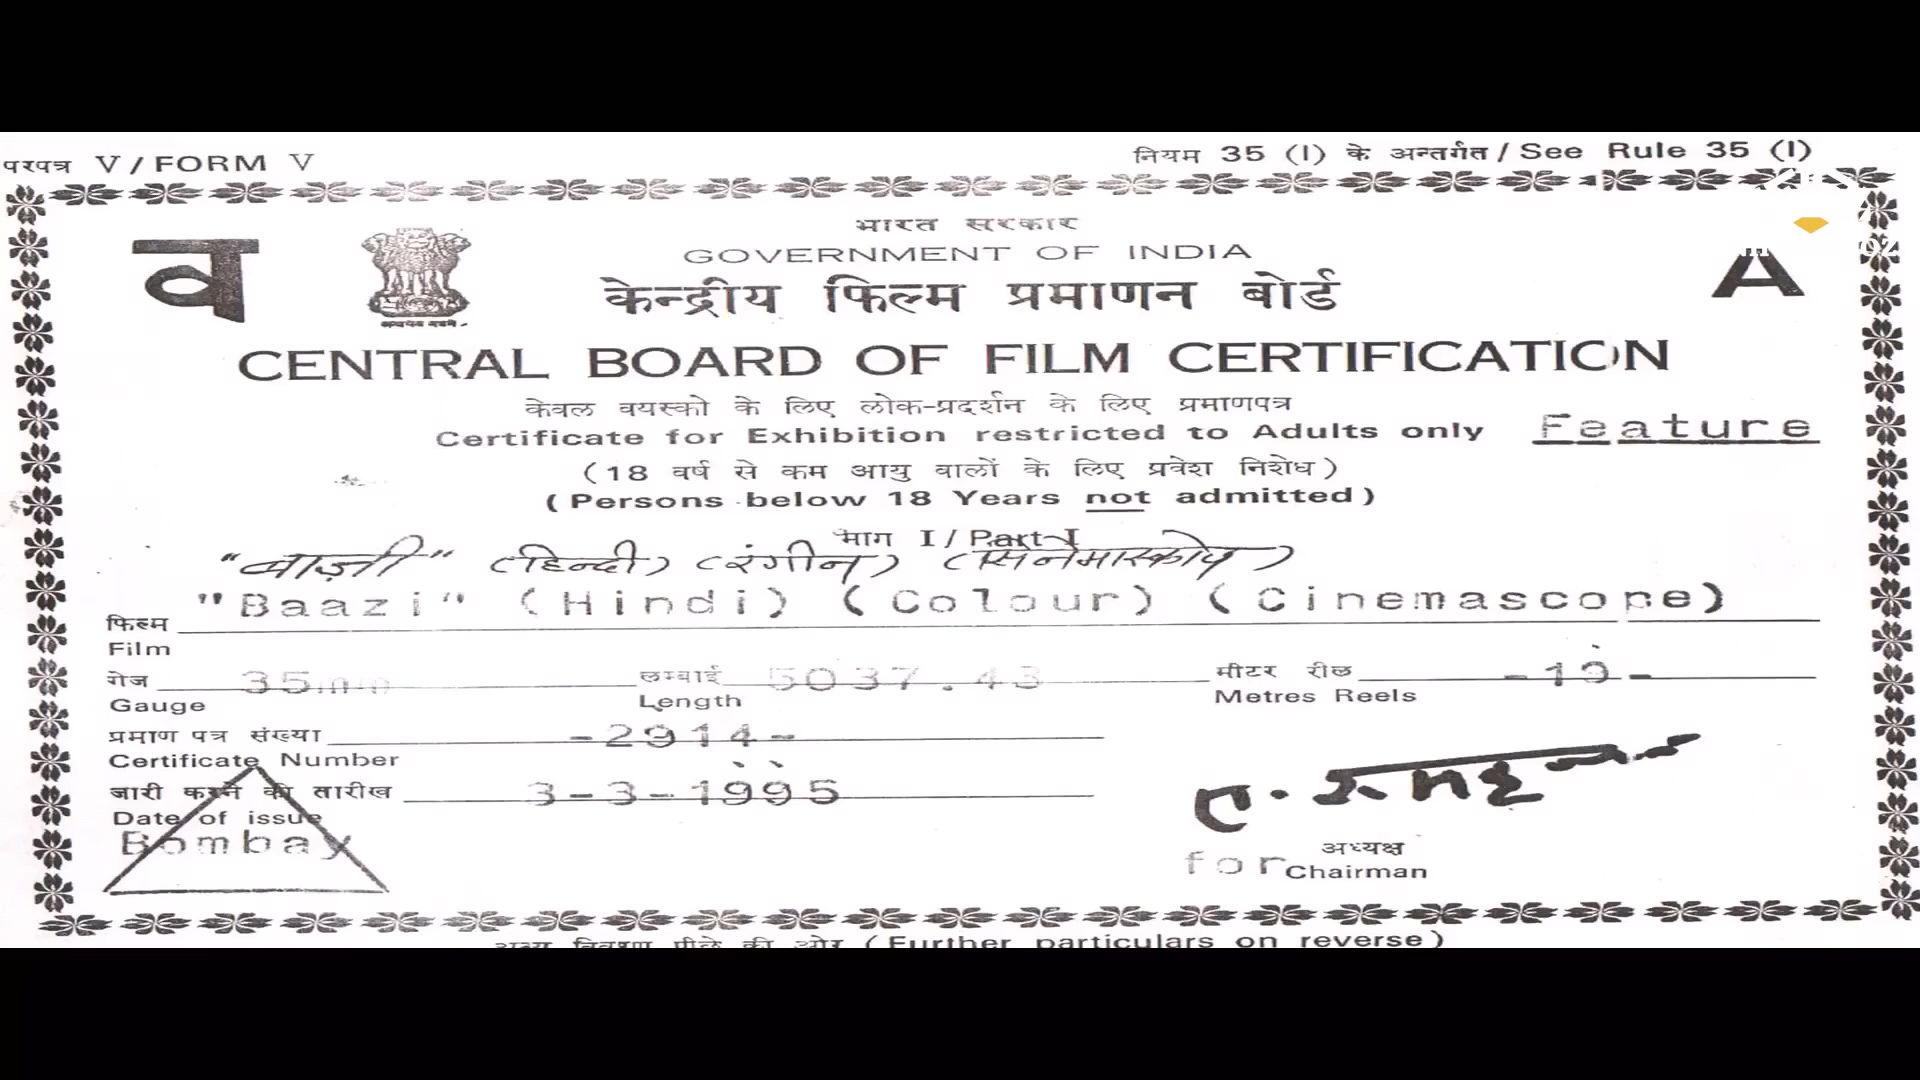 परपत्र V / FORM V
नियम 35 (I) के अन्तर्गत / See Rule 35 (I)
भारत सरकार
व
GOVERNMENT OF INDIA
A
केन्द्रीय फिल्म प्रमाणन बोर्ड
CENTRAL BOARD OF FILM CERTIFICATION
केवल वयस्को के लिए लोक-प्रदर्शन के लिए प्रमाणपत्र
Certificate for Exhibition restricted to Adults only Feature
(18 वर्ष से कम आयु वालों के लिए प्रवेश निशेध)
(Persons below 18 Years not admitted)
भाग I / Part I
"बाज़ी" (हिन्दी) (रंगीन) (सिनेमास्कोप)
"Baazi" (Hindi) (Colour) (Cinemascope)
फिल्म
Film
गेज 35mm लम्बाई 5037.43 मीटर रील -19-
Gauge Length Metres Reels
प्रमाण पत्र संख्या -2914-
Certificate Number
जारी करने की तारीख 3-3-1995
Date of issue
Bombay
अध्यक्ष
for Chairman
अन्य विवरण पीछे की ओर (Further particulars on reverse)